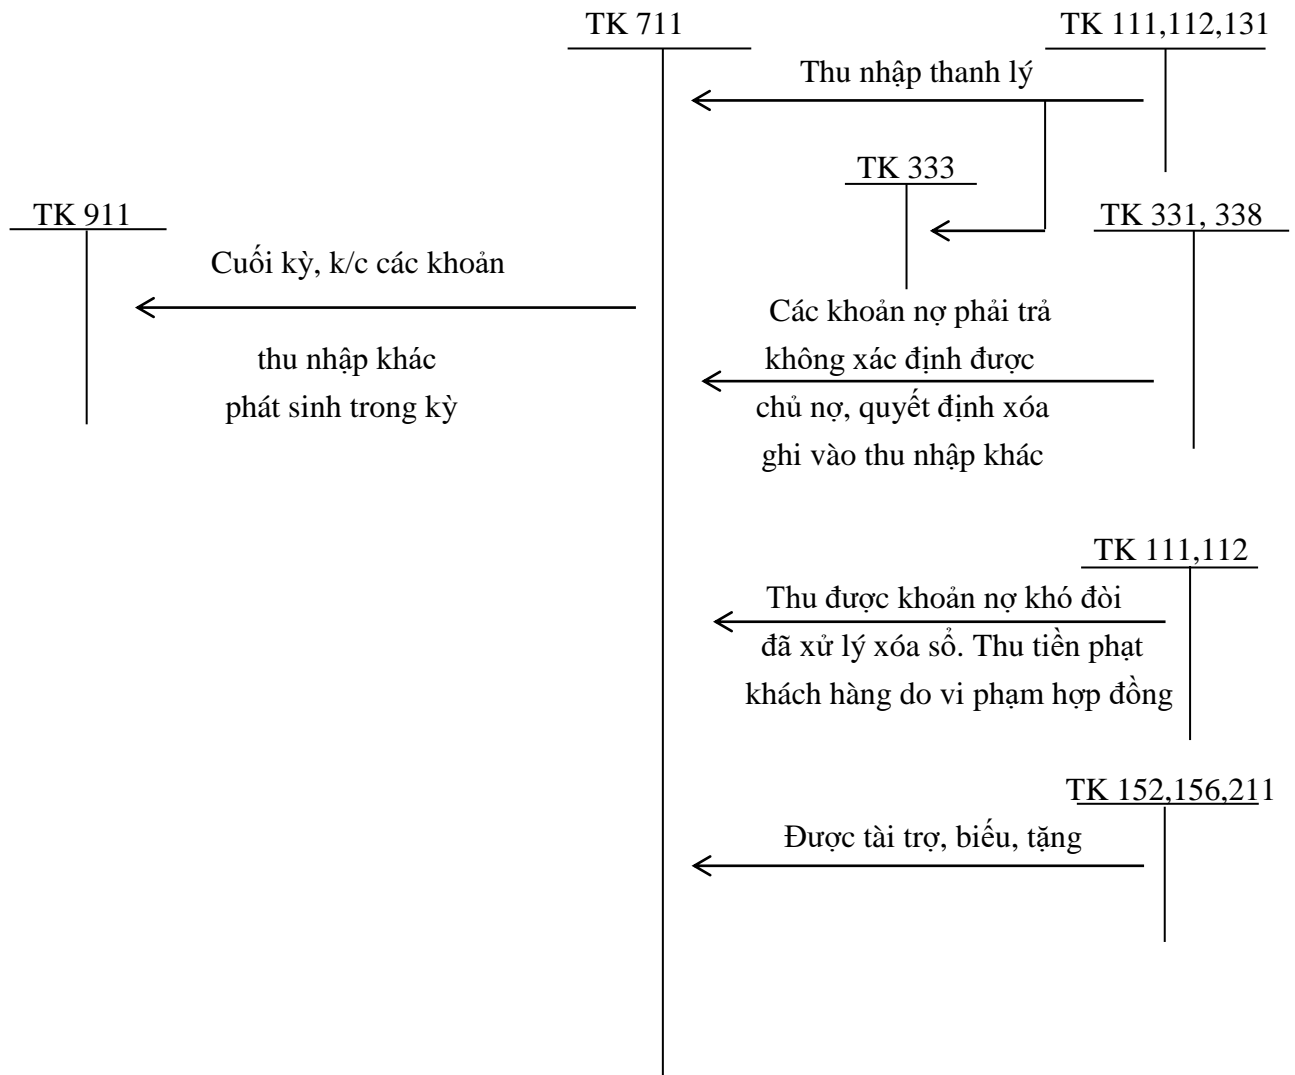 TK 711
TK 111,112,131
Thu nhập thanh lý
TK 333
TK 911
TK 331, 338
Cuối kỳ, k/c các khoản
thu nhập khác
phát sinh trong kỳ
Các khoản nợ phải trả
không xác định được
chủ nợ, quyết định xóa
ghi vào thu nhập khác
TK 111,112
Thu được khoản nợ khó đòi
đã xử lý xóa sổ. Thu tiền phạt
khách hàng do vi phạm hợp đồng
TK 152,156,211
Được tài trợ, biếu, tặng